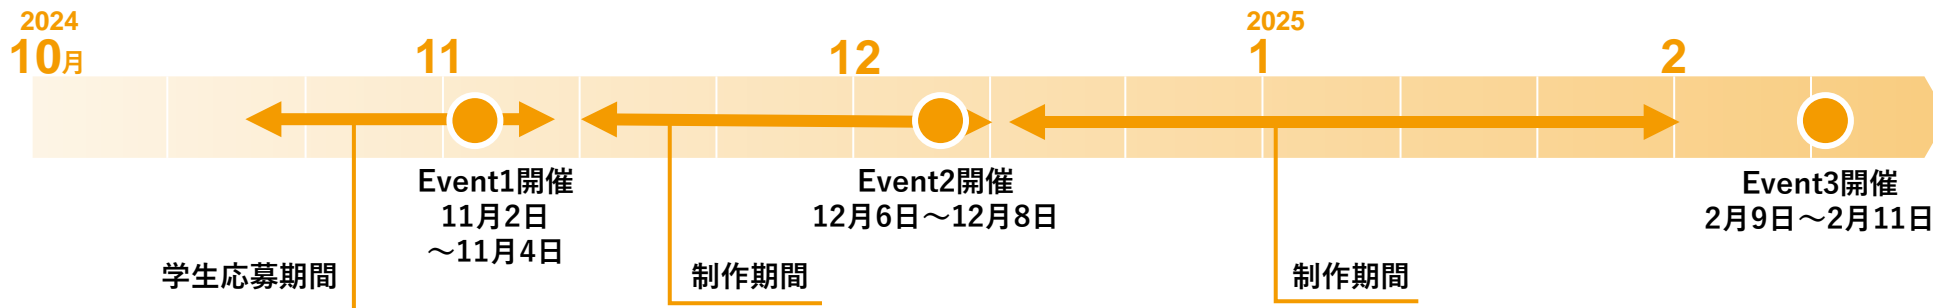 2024
10月
11
12
2025
1
2
Event1開催
11月2日
～11月4日
Event2開催
12月6日～12月8日
Event3開催
2月9日～2月11日
学生応募期間
制作期間
制作期間